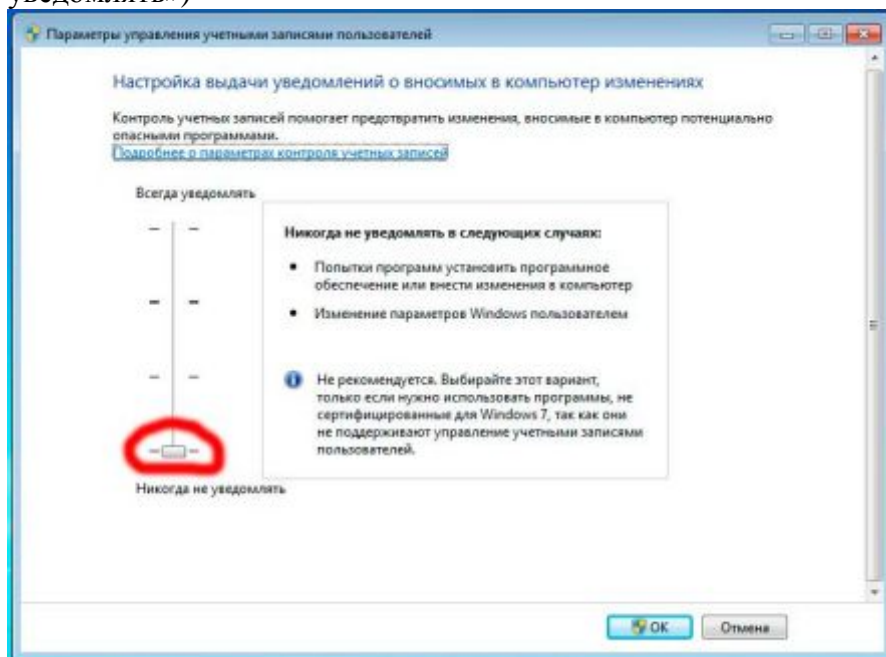 уведомлять»)
Параметры управления учетными записями пользователей
Настройка выдачи уведомлений о вносимых в компьютер изменениях
Контроль учетных записей помогает предотвратить изменения, вносимые в компьютер потенциально
опасными программами.
Подробнее о параметрах контроля учетных записей
Всегда уведомлять
Никогда не уведомлять в следующих случаях:
• Попытки программ установить программное
обеспечение или внести изменения в компьютер
• Изменение параметров Windows пользователем
Не рекомендуется. Выбирайте этот вариант,
только если нужно использовать программы, не
сертифицированные для Windows 7, так как они
не поддерживают управление учетными записями
пользователей.
Никогда не уведомлять
OK
Отмена